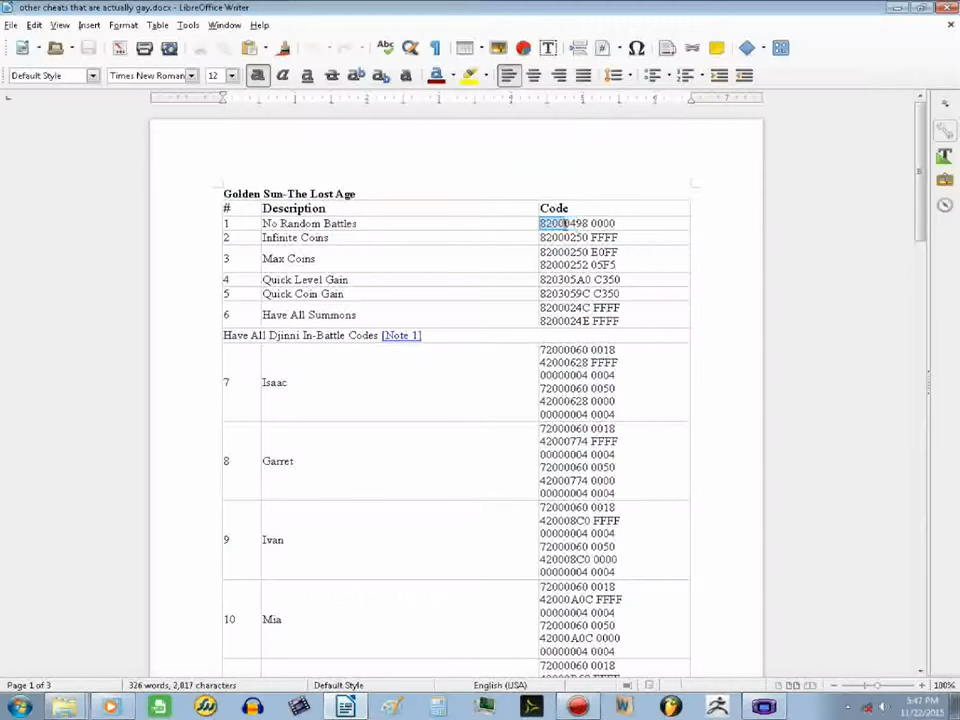 other cheats that are actually gay.docx - LibreOffice Writer
File Edit View Insert Format Table Tools Window Help
Default Style Times New Roman 12
1 2 3 4 5 6 7
Golden Sun-The Lost Age
# Description Code
1 No Random Battles 82000498 0000
2 Infinite Coins 82000250 FFFF
3 Max Coins 82000250 E0FF
82000252 05F5
4 Quick Level Gain 820305A0 C350
5 Quick Coin Gain 8203059C C350
6 Have All Summons 8200024C FFFF
8200024E FFFF
Have All Djinni In-Battle Codes [Note 1]
7 Isaac 72000060 0018
42000628 FFFF
00000004 0004
72000060 0050
42000628 0000
00000004 0004
8 Garret 72000060 0018
42000774 FFFF
00000004 0004
72000060 0050
42000774 0000
00000004 0004
9 Ivan 72000060 0018
420008C0 FFFF
00000004 0004
72000060 0050
420008C0 0000
00000004 0004
10 Mia 72000060 0018
42000A0C FFFF
00000004 0004
72000060 0050
42000A0C 0000
00000004 0004
72000060 0018
Page 1 of 3 326 words, 2,017 characters Default Style English (USA) 100%
5:47 PM
11/22/2015